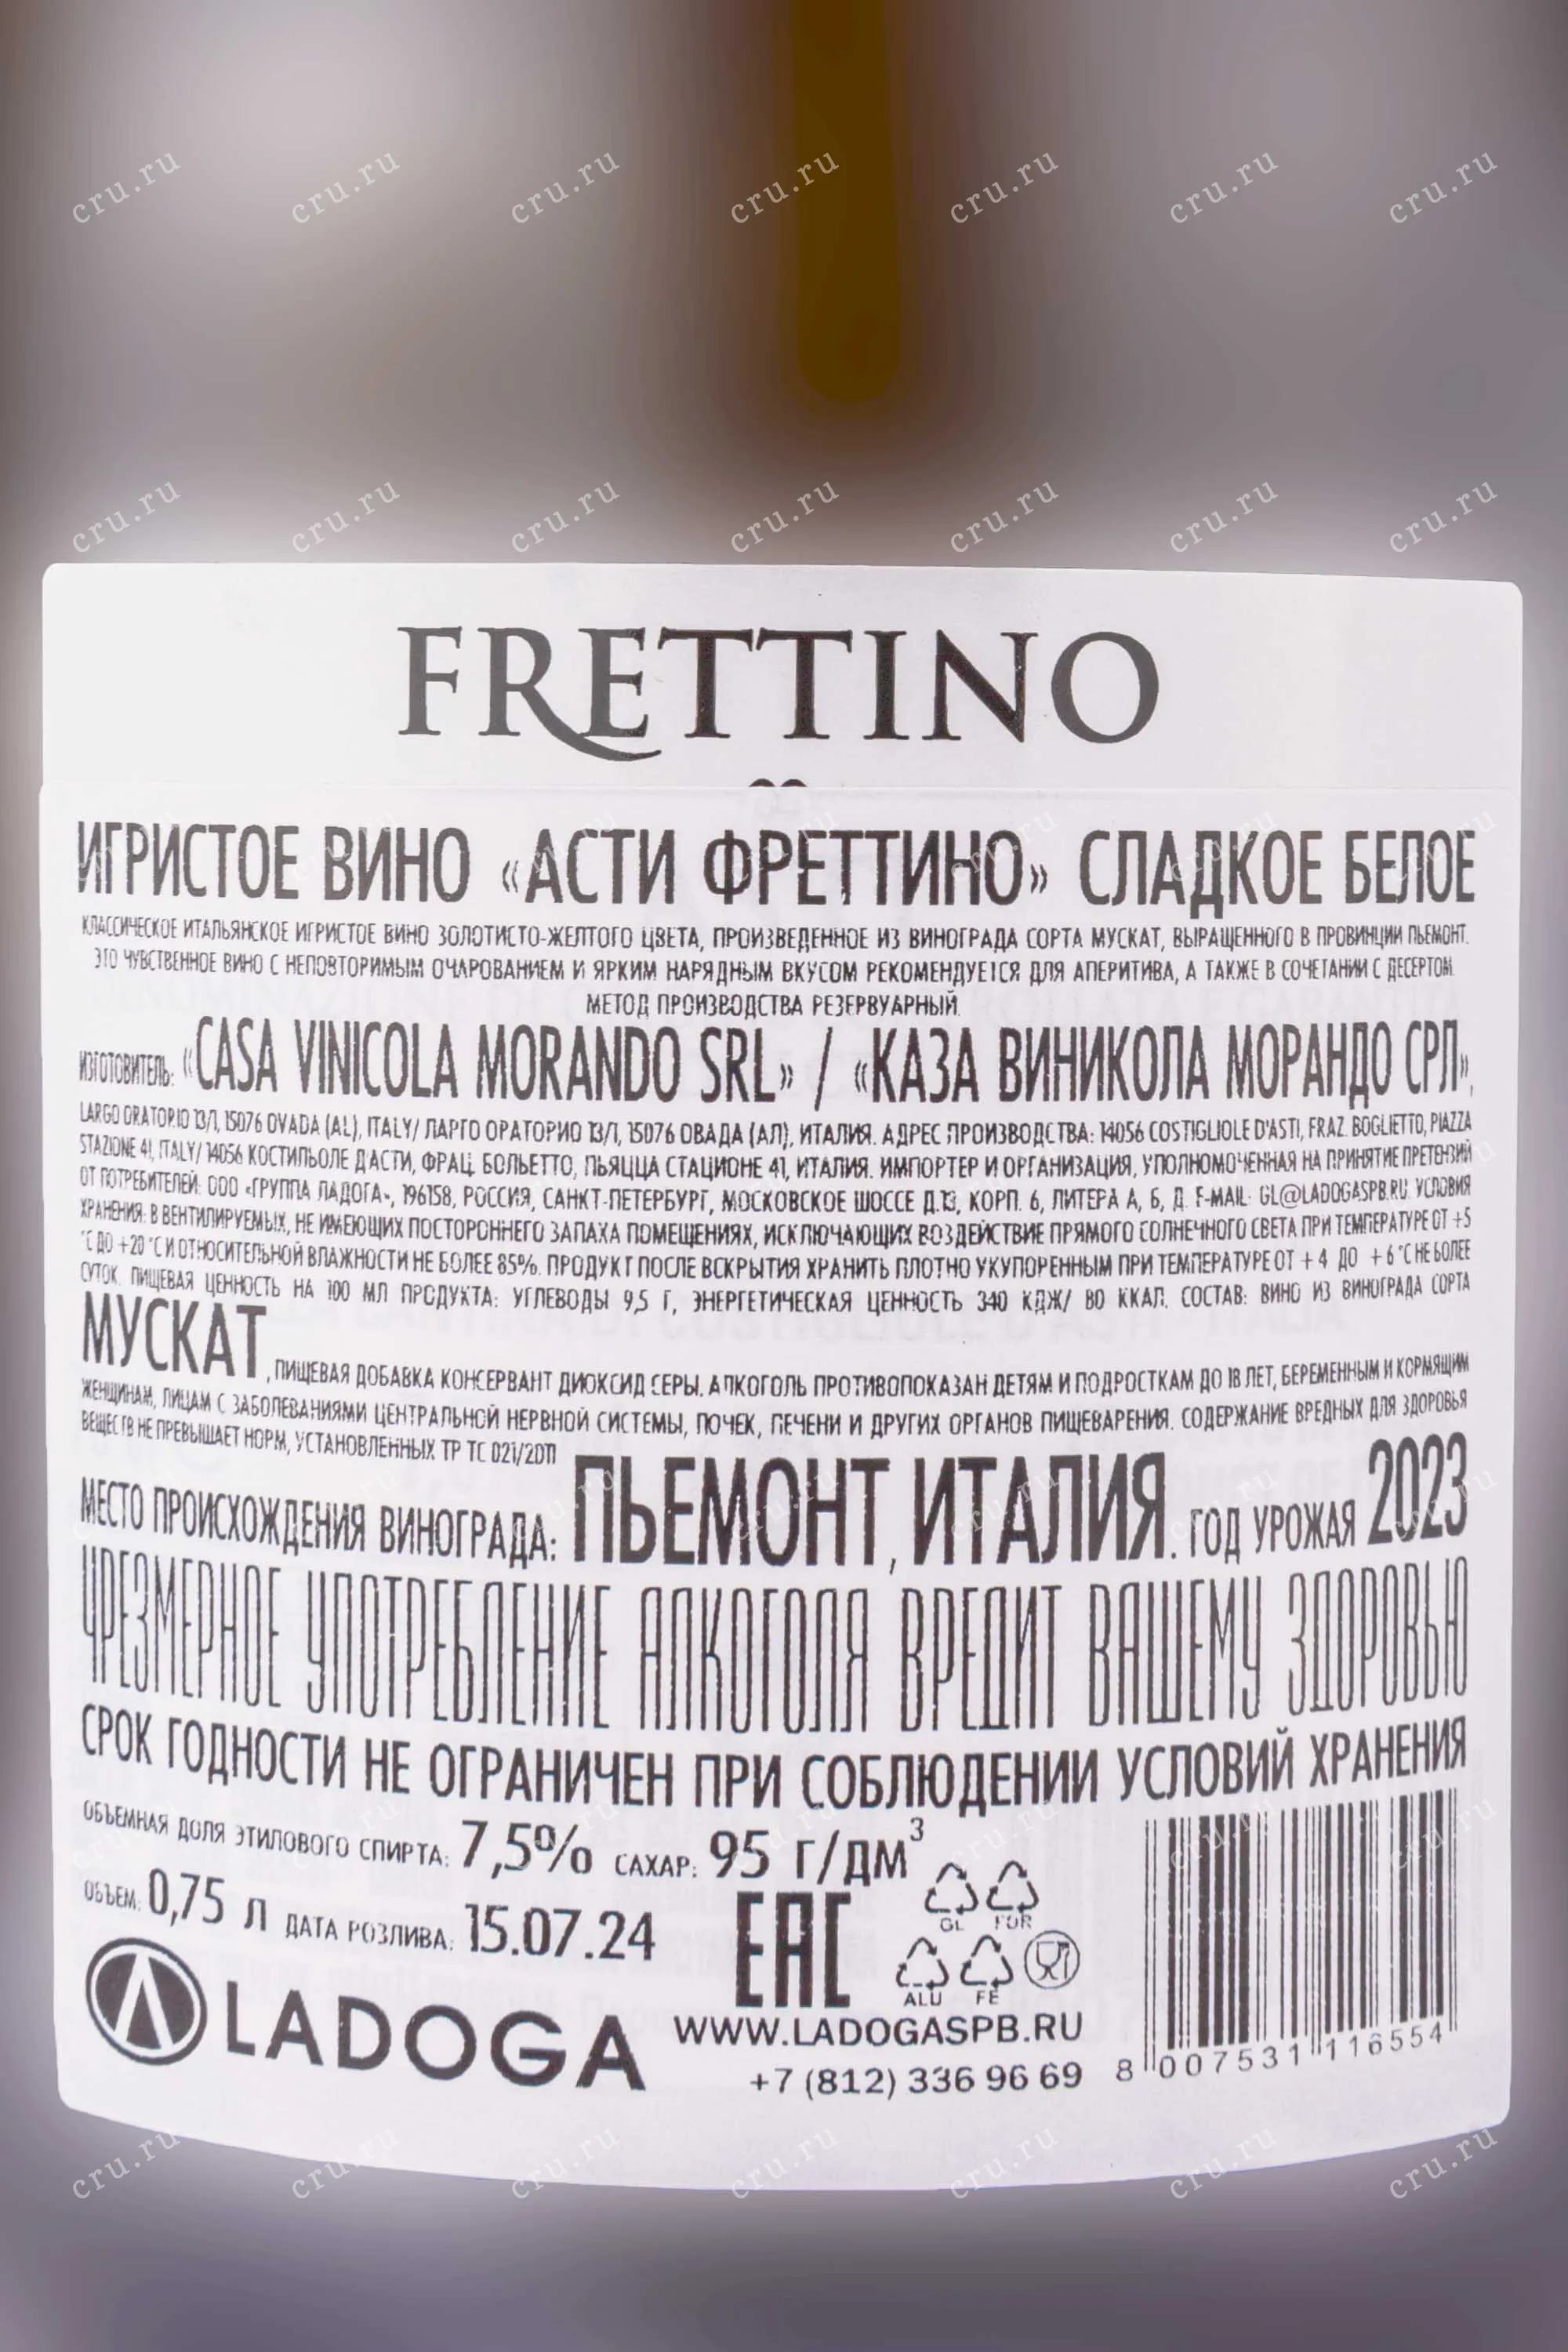 FRETTINO
ИГРИСТОЕ ВИНО «АСТИ ФРЕТТИНО» СЛАДКОЕ БЕЛОЕ
КЛАССИЧЕСКОЕ ИТАЛЬЯНСКОЕ ИГРИСТОЕ ВИНО ЗОЛОТИСТО-ЖЕЛТОГО ЦВЕТА, ПРОИЗВЕДЕННОЕ ИЗ ВИНОГРАДА СОРТА МУСКАТ, ВЫРАЩЕННОГО В ПРОВИНЦИИ ПЬЕМОНТ.
ЭТО ЧУВСТВЕННОЕ ВИНО С НЕПОВТОРИМЫМ ОЧАРОВАНИЕМ И ЯРКИМ НАРЯДНЫМ ВКУСОМ РЕКОМЕНДУЕТСЯ ДЛЯ АПЕРИТИВА, А ТАКЖЕ В СОЧЕТАНИИ С ДЕСЕРТОМ.
МЕТОД ПРОИЗВОДСТВА РЕЗЕРВУАРНЫЙ.
ИЗГОТОВИТЕЛЬ: «CASA VINICOLA MORANDO SRL» / «КАЗА ВИНИКОЛА МОРАНДО СРЛ»,
LARGO ORATORIO 13/1, 15076 OVADA (AL), ITALY/ ЛАРГО ОРАТОРИО 13/1, 15076 ОВАДА (АЛ), ИТАЛИЯ. АДРЕС ПРОИЗВОДСТВА: 14056 COSTIGLIOLE D'ASTI, FRAZ. BOGLIETTO, PIAZZA
STAZIONE 41, ITALY/ 14056 КОСТИЛЬОЛЕ Д'АСТИ, ФРАЦ. БОЛЬЕТТО, ПЬЯЦЦА СТАЦИОНЕ 41, ИТАЛИЯ. ИМПОРТЕР И ОРГАНИЗАЦИЯ, УПОЛНОМОЧЕННАЯ НА ПРИНЯТИЕ ПРЕТЕНЗИЙ
ОТ ПОТРЕБИТЕЛЕЙ: ООО «ГРУППА ЛАДОГА», 196158, РОССИЯ, САНКТ-ПЕТЕРБУРГ, МОСКОВСКОЕ ШОССЕ Д.13, КОРП. 6, ЛИТЕРА А, Б, Д. E-MAIL: GL@LADOGASPB.RU. УСЛОВИЯ
ХРАНЕНИЯ: В ВЕНТИЛИРУЕМЫХ, НЕ ИМЕЮЩИХ ПОСТОРОННЕГО ЗАПАХА ПОМЕЩЕНИЯХ, ИСКЛЮЧАЮЩИХ ВОЗДЕЙСТВИЕ ПРЯМОГО СОЛНЕЧНОГО СВЕТА ПРИ ТЕМПЕРАТУРЕ ОТ +5
°С ДО +20 °С И ОТНОСИТЕЛЬНОЙ ВЛАЖНОСТИ НЕ БОЛЕЕ 85%. ПРОДУКТ ПОСЛЕ ВСКРЫТИЯ ХРАНИТЬ ПЛОТНО УКУПОРЕННЫМ ПРИ ТЕМПЕРАТУРЕ ОТ +4 ДО +6 °С НЕ БОЛЕЕ
СУТОК. ПИЩЕВАЯ ЦЕННОСТЬ НА 100 МЛ ПРОДУКТА: УГЛЕВОДЫ 9,5 Г, ЭНЕРГЕТИЧЕСКАЯ ЦЕННОСТЬ 340 КДЖ/ 80 ККАЛ. СОСТАВ: ВИНО ИЗ ВИНОГРАДА СОРТА
МУСКАТ, ПИЩЕВАЯ ДОБАВКА КОНСЕРВАНТ ДИОКСИД СЕРЫ. АЛКОГОЛЬ ПРОТИВОПОКАЗАН ДЕТЯМ И ПОДРОСТКАМ ДО 18 ЛЕТ, БЕРЕМЕННЫМ И КОРМЯЩИМ
ЖЕНЩИНАМ, ЛИЦАМ С ЗАБОЛЕВАНИЯМИ ЦЕНТРАЛЬНОЙ НЕРВНОЙ СИСТЕМЫ, ПОЧЕК, ПЕЧЕНИ И ДРУГИХ ОРГАНОВ ПИЩЕВАРЕНИЯ. СОДЕРЖАНИЕ ВРЕДНЫХ ДЛЯ ЗДОРОВЬЯ
ВЕЩЕСТВ НЕ ПРЕВЫШАЕТ НОРМ, УСТАНОВЛЕННЫХ ТР ТС 021/2011
МЕСТО ПРОИСХОЖДЕНИЯ ВИНОГРАДА: ПЬЕМОНТ, ИТАЛИЯ. ГОД УРОЖАЯ 2023
ЧРЕЗМЕРНОЕ УПОТРЕБЛЕНИЕ АЛКОГОЛЯ ВРЕДИТ ВАШЕМУ ЗДОРОВЬЮ
СРОК ГОДНОСТИ НЕ ОГРАНИЧЕН ПРИ СОБЛЮДЕНИИ УСЛОВИЙ ХРАНЕНИЯ
ОБЪЕМНАЯ ДОЛЯ ЭТИЛОВОГО СПИРТА: 7,5% САХАР: 95 Г/ДМ³
ОБЪЕМ: 0,75 Л ДАТА РОЗЛИВА: 15.07.24
EAC
GL FOR
ALU FE
LADOGA
WWW.LADOGASPB.RU
+7 (812) 336 96 69
8 007531 116554
cru.ru